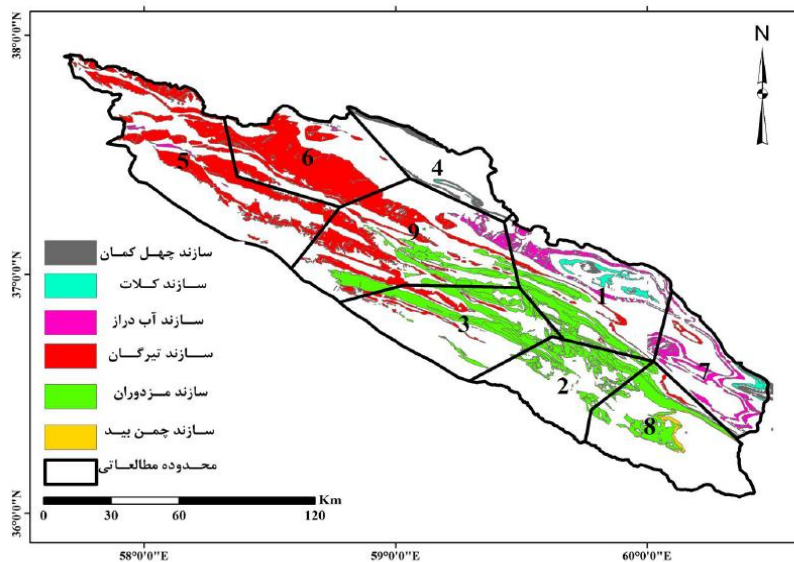 38°0'0"N
N
6
4
5
9
37°0'0"N
1
3
7
2
8
سازند چهل کمان
سازند کلات
سازند آب دراز
سازند تیرگان
سازند مزدوران
سازند چمن بید
محدوده مطالعاتی
Km
0 30 60 120
36°0'0"N
58°0'0"E 59°0'0"E 60°0'0"E